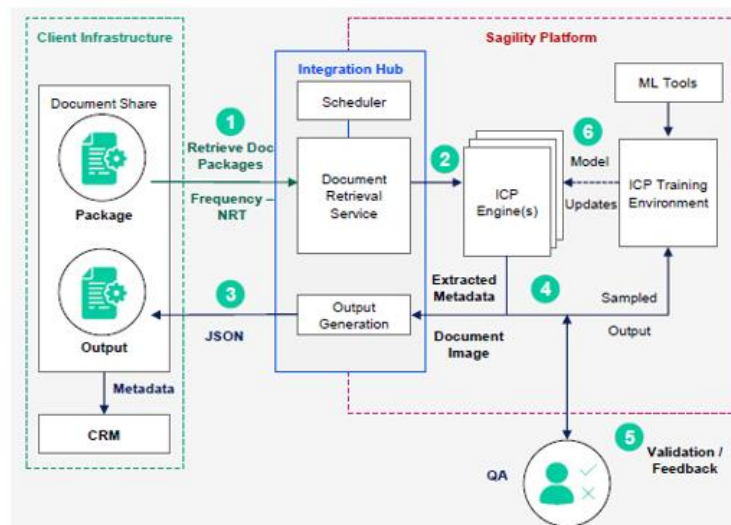 Client Infrastructure
Sagility Platform
Integration Hub
Document Share
Package
Output
Metadata
CRM
1
Retrieve Doc
Packages
Frequency –
NRT
3
JSON
Scheduler
Document
Retrieval
Service
Output
Generation
2
ICP
Engine(s)
Extracted
Metadata
Document
Image
4
6
Model
Updates
ML Tools
ICP Training
Environment
Sampled
Output
5
Validation /
Feedback
QA